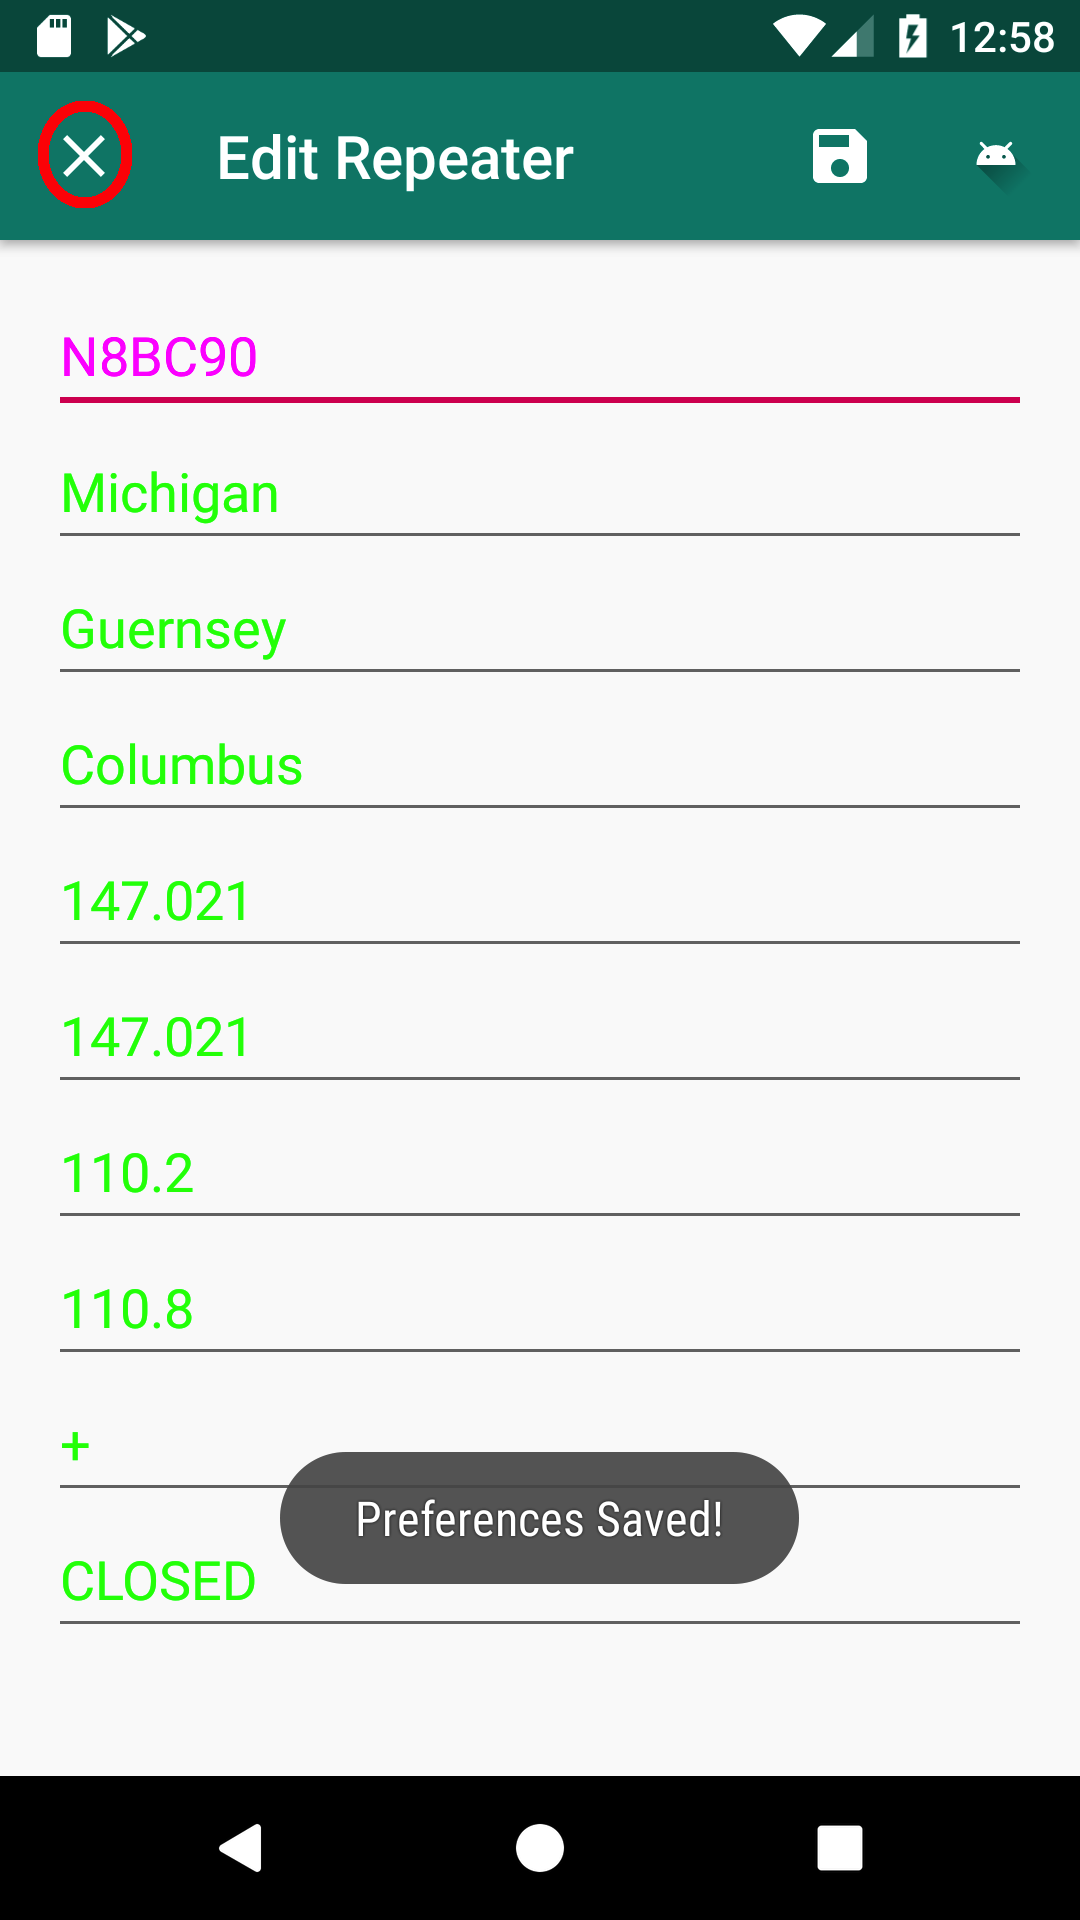 12:58
Edit Repeater
N8BC90
Michigan
Guernsey
Columbus
147.021
147.021
110.2
110.8
+
Preferences Saved!
CLOSED